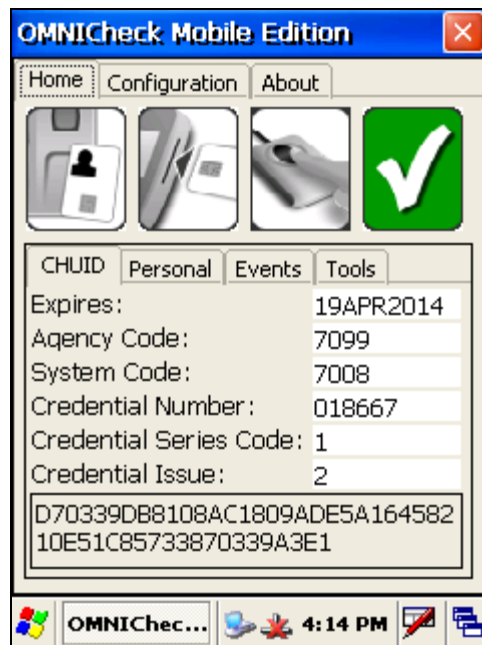 OMNICheck Mobile Edition
Home Configuration About
CHUID Personal Events Tools
Expires: 19APR2014
Agency Code: 7099
System Code: 7008
Credential Number: 018667
Credential Series Code: 1
Credential Issue: 2
D70339DB8108AC1809ADE5A164582
10E51C85733870339A3E1
OMNIChec... 4:14 PM